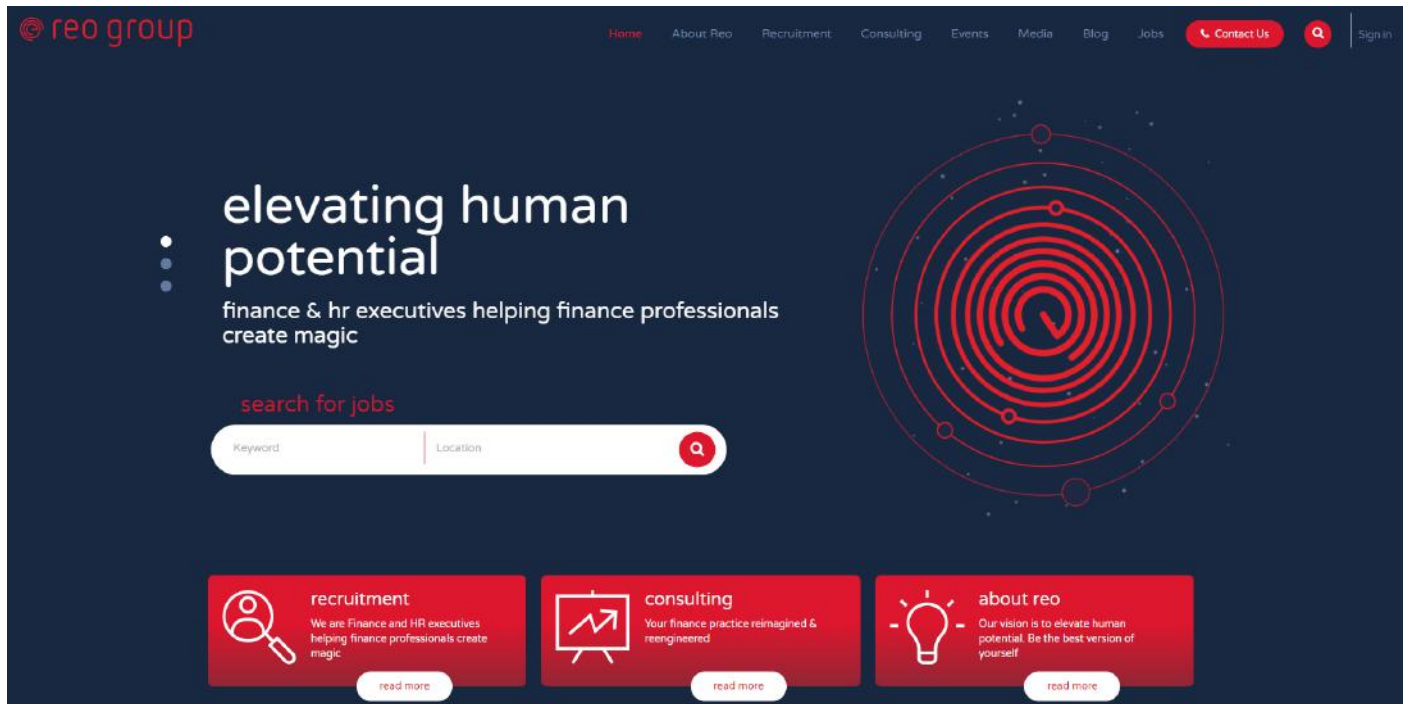 reo group
Home About Reo Recruitment Consulting Events Media Blog Jobs Contact Us Sign in
elevating human
potential
finance & hr executives helping finance professionals
create magic
search for jobs
Keyword Location
recruitment
We are Finance and HR executives
helping finance professionals create
magic
read more
consulting
Your finance practice reimagined &
reengineered
read more
about reo
Our vision is to elevate human
potential. Be the best version of
yourself
read more